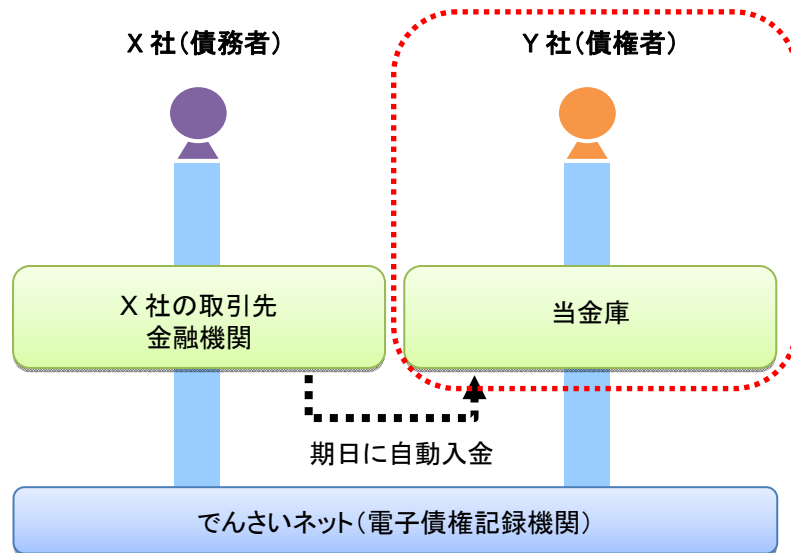 X 社(債務者)
Y 社(債権者)
X 社の取引先
金融機関
当金庫
期日に自動入金
でんさいネット(電子債権記録機関)